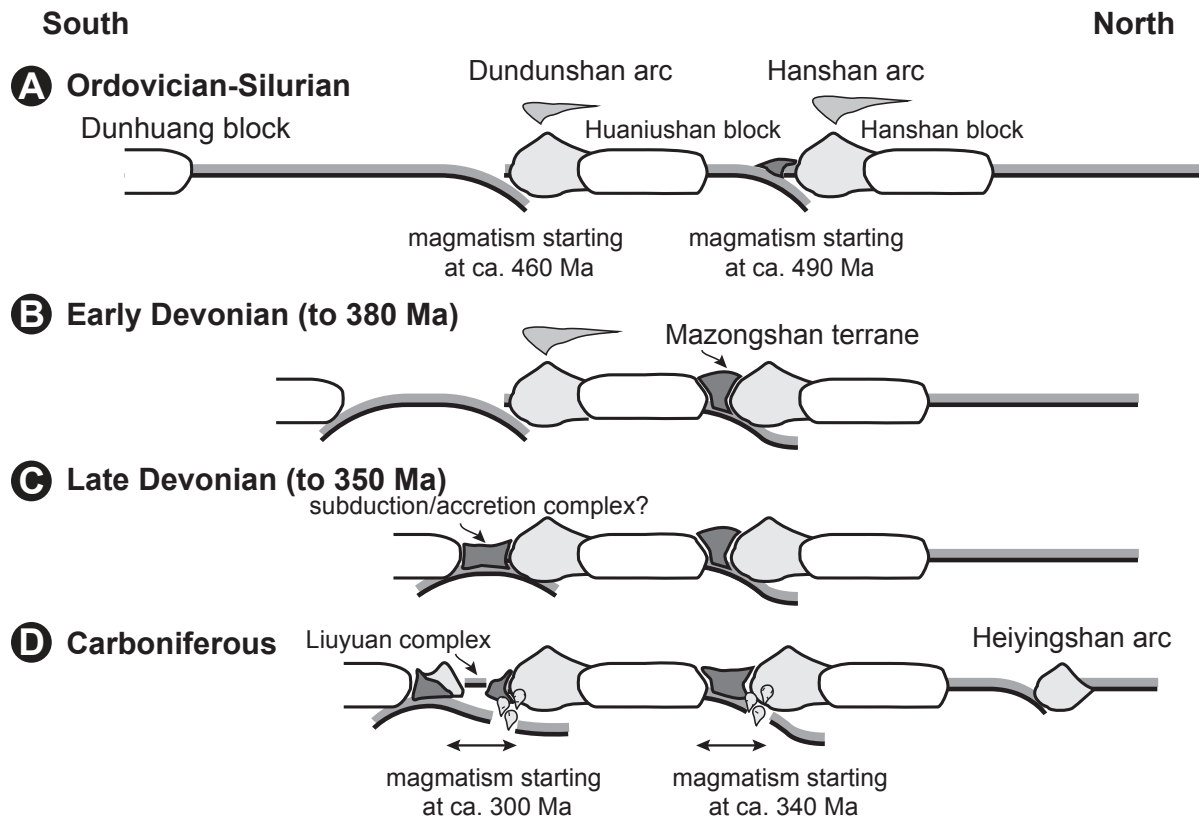 South
North
A Ordovician-Silurian
Dundunshan arc
Hanshan arc
Dunhuang block
Huaniushan block
Hanshan block
magmatism starting
at ca. 460 Ma
magmatism starting
at ca. 490 Ma
B Early Devonian (to 380 Ma)
Mazongshan terrane
C Late Devonian (to 350 Ma)
subduction/accretion complex?
D Carboniferous
Liuyuan complex
Heiyingshan arc
magmatism starting
at ca. 300 Ma
magmatism starting
at ca. 340 Ma